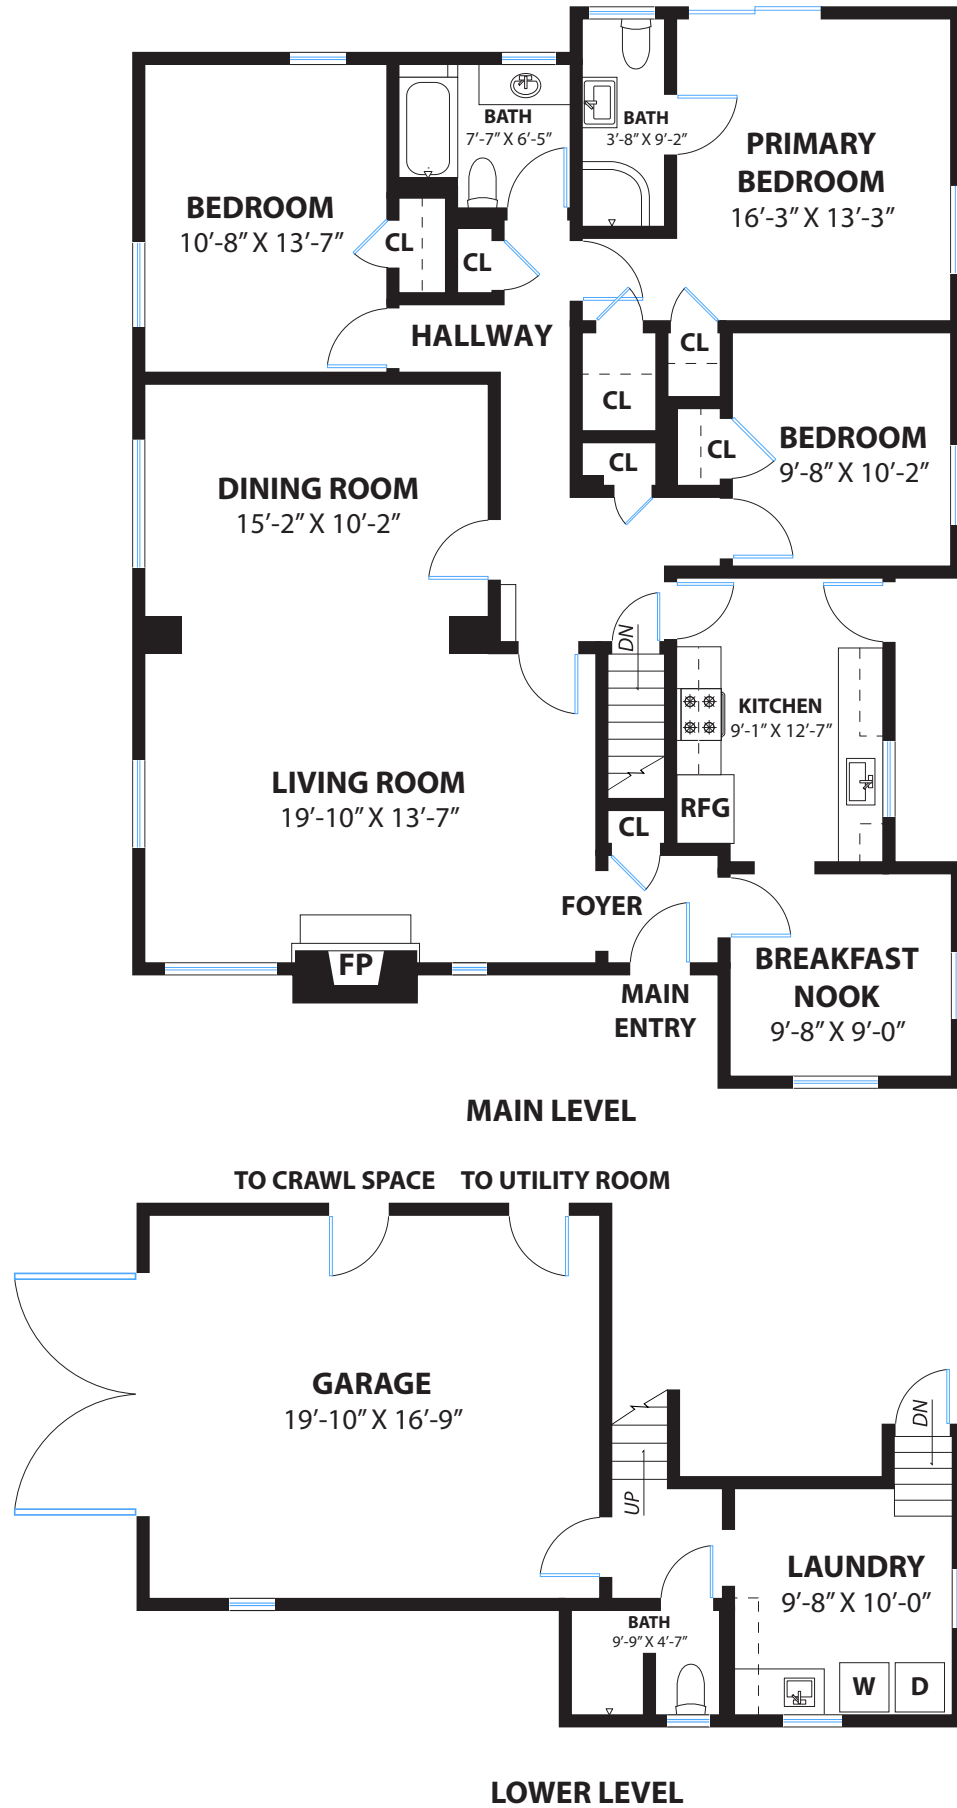 BATH
7'-7" X 6'-5"
BATH
3'-8" X 9'-2"
PRIMARY
BEDROOM
16'-3" X 13'-3"
BEDROOM
10'-8" X 13'-7"
CL
CL
HALLWAY
CL
CL
CL
CL
BEDROOM
9'-8" X 10'-2"
DINING ROOM
15'-2" X 10'-2"
DN
KITCHEN
9'-1" X 12'-7"
LIVING ROOM
19'-10" X 13'-7"
RFG
CL
FOYER
FP
MAIN
ENTRY
BREAKFAST
NOOK
9'-8" X 9'-0"
MAIN LEVEL
TO CRAWL SPACE
TO UTILITY ROOM
GARAGE
19'-10" X 16'-9"
DN
UP
LAUNDRY
9'-8" X 10'-0"
BATH
9'-9" X 4'-7"
W
D
LOWER LEVEL